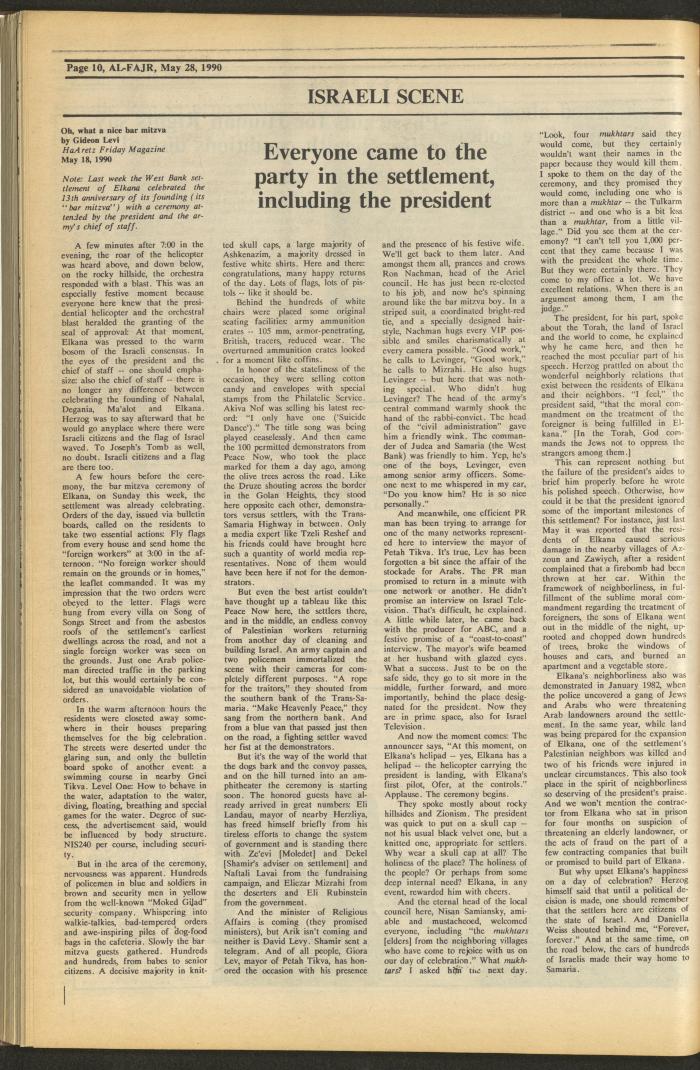 Page 10, AL-FAJR, May 28, 1990
ISRAELI SCENE
Oh, what a nice bar mitzva
by Gideon Levi
HaAretz Friday Magazine
May 18, 1990
Note: Last week the West Bank set-
tlement of Elkana celebrated the
13th anniversary of its founding (its
"bar mitzva") with a ceremony at-
tended by the president and the ar-
my's chief of staff.
Everyone came to the
party in the settlement,
including the president
A few minutes after 7:00 in the
evening, the roar of the helicopter
was heard above, and down below,
on the rocky hillside, the orchestra
responded with a blast. This was an
especially festive moment because
everyone here knew that the presi-
dential helicopter and the orchestral
blast heralded the granting of the
seal of approval: At that moment,
Elkana was pressed to the warm
bosom of the Israeli consensus. In
the eyes of the president and the
chief of staff -- one should empha-
size: also the chief of staff -- there is
no longer any difference between
celebrating the founding of Nahalal,
Degania, Ma'alot and Elkana.
Herzog was to say afterward that he
would go anyplace where there were
Israeli citizens and the flag of Israel
waved. To Joseph's Tomb as well,
no doubt. Israeli citizens and a flag
are there too.
A few hours before the cere-
mony, the bar mitzva ceremony of
Elkana, on Sunday this week, the
settlement was already celebrating.
Orders of the day, issued via bulletin
boards, called on the residents to
take two essential actions: Fly flags
from every house and send home the
"foreign workers" at 3:00 in the af-
ternoon. "No foreign worker should
remain on the grounds or in homes,"
the leaflet commanded. It was my
impression that the two orders were
obeyed to the letter. Flags were
hung from every villa on Song of
Songs Street and from the asbestos
roofs of the settlement's earliest
dwellings across the road, and not a
single foreign worker was seen on
the grounds. Just one Arab police-
man directed traffic in the parking
lot, but this would certainly be con-
sidered an unavoidable violation of
orders.
In the warm afternoon hours the
residents were closeted away some-
where in their houses preparing
themselves for the big celebration.
The streets were deserted under the
glaring sun, and only the bulletin
board spoke of another event: a
swimming course in nearby Gnei
Tikva. Level One: How to behave in
the water, adaptation to the water,
diving, floating, breathing and special
games for the water. Degree of suc-
cess, the advertisement said, would
be influenced by body structure.
NIS240 per course, including securi-
ty.
But in the area of the ceremony,
nervousness was apparent. Hundreds
of policemen in blue and soldiers in
brown and security men in yellow
from the well-known "Moked Gilad"
security company. Whispering into
walkie-talkies, bad-tempered orders
and awe-inspiring piles of dog-food
bags in the cafeteria. Slowly the bar
mitzva guests gathered. Hundreds
and hundreds, from babes to senior
citizens. A decisive majority in knit-
ted skull caps, a large majority of
Ashkenazim, a majority dressed in
festive white shirts. Here and there:
congratulations, many happy returns
of the day. Lots of flags, lots of pis-
tols -- like it should be.
Behind the hundreds of white
chairs were placed some original
seating facilities: army ammunition
crates -- 105 mm, armor-penetrating,
British, tracers, reduced wear. The
overturned ammunition crates looked
for a moment like coffins.
In honor of the stateliness of the
occasion, they were selling cotton
candy and envelopes with special
stamps from the Philatelic Service.
Akiva Nof was selling his latest rec-
ord: "I only have one ('Suicide
Dance')." The title song was being
played ceaselessly. And then came
the 100 permitted demonstrators from
Peace Now, who took the place
marked for them a day ago, among
the olive trees across the road. Like
the Druze shouting across the border
in the Golan Heights, they stood
here opposite each other, demonstra-
tors versus settlers, with the Trans-
Samaria Highway in between. Only
a media expert like Tzeli Reshef and
his friends could have brought here
such a quantity of world media rep-
resentatives. None of them would
have been here if not for the demon-
strators.
But even the best artist couldn't
have thought up a tableau like this:
Peace Now here, the settlers there,
and in the middle, an endless convoy
of Palestinian workers returning
from another day of cleaning and
building Israel. An army captain and
two policemen immortalized the
scene with their cameras for com-
pletely different purposes. "A rope
for the traitors," they shouted from
the southern bank of the Trans-Sa-
maria. "Make Heavenly Peace," they
sang from the northern bank. And
from a blue van that passed just then
on the road, a fighting settler waved
her fist at the demonstrators.
But it's the way of the world that
the dogs bark and the convoy passes,
and on the hill turned into an am-
phitheater the ceremony is starting
soon. The honored guests have al-
ready arrived in great numbers: Eli
Landau, mayor of nearby Herzliya,
has freed himself briefly from his
tireless efforts to change the system
of government and is standing there
with Ze'evi [Moledet] and Dekel
[Shamir's adviser on settlement] and
Naftali Lavai from the fundraising
campaign, and Eliezar Mizrahi from
the deserters and Eli Rubinstein
from the government.
And the minister of Religious
Affairs is coming (they promised
ministers), but Arik isn't coming and
neither is David Levy. Shamir sent a
telegram. And of all people, Giora
Lev, mayor of Petah Tikva, has hon-
ored the occasion with his presence
and the presence of his festive wife.
We'll get back to them later. And
amongst them all, prances and crows
Ron Nachman, head of the Ariel
council. He has just been re-elected
to his job, and now he's spinning
around like the bar mitzva boy. In a
striped suit, a coordinated bright-red
tie, and a specially designed hair-
style, Nachman hugs every VIP pos-
sible and smiles charismatically at
every camera possible. "Good work,"
he calls to Levinger, "Good work,"
he calls to Mizrahi. He also hugs
Levinger -- but here that was noth-
ing special. Who didn't hug
Levinger? The head of the army's
central command warmly shook the
hand of the rabbi-convict. The head
of the "civil administration" gave
him a friendly wink. The comman-
der of Judea and Samaria (the West
Bank) was friendly to him. Yep, he's
one of the boys, Levinger, even
among senior army officers. Some-
one next to me whispered in my ear,
"Do you know him? He is so nice
personally."
And meanwhile, one efficient PR
man has been trying to arrange for
one of the many networks represent-
ed here to interview the mayor of
Petah Tikva. It's true, Lev has been
forgotten a bit since the affair of the
stockade for Arabs. The PR man
promised to return in a minute with
one network or another. He didn't
promise an interview on Israel Tele-
vision. That's difficult, he explained.
A little while later, he came back
with the producer for ABC, and a
festive promise of a "coast-to-coast"
interview. The mayor's wife beamed
at her husband with glazed eyes.
What a success. Just to be on the
safe side, they go to sit more in the
middle, further forward, and more
importantly, behind the place desig-
nated for the president. Now they
are in prime space, also for Israel
Television.
And now the moment comes: The
announcer says, "At this moment, on
Elkana's helipad -- yes, Elkana has a
helipad -- the helicopter carrying the
president is landing, with Elkana's
first pilot, Ofer, at the controls."
Applause. The ceremony begins.
They spoke mostly about rocky
hillsides and Zionism. The president
was quick to put on a skull cap --
not his usual black velvet one, but a
knitted one, appropriate for settlers.
Why wear a skull cap at all? The
holiness of the place? The holiness of
the people? Or perhaps from some
deep internal need? Elkana, in any
event, rewarded him with cheers.
And the eternal head of the local
council here, Nisan Samiansky, ami-
able and mustachioed, welcomed
everyone, including "the mukhtars
[elders] from the neighboring villages
who have come to rejoice with us on
our day of celebration." What mukh-
tars? I asked him the next day.
"Look, four mukhtars said they
would come, but they certainly
wouldn't want their names in the
paper because they would kill them.
I spoke to them on the day of the
ceremony, and they promised they
would come, including one who is
more than a mukhtar -- the Tulkarm
district -- and one who is a bit less
than a mukhtar, from a little vil-
lage." Did you see them at the cer-
emony? "I can't tell you 1,000 per-
cent that they came because I was
with the president the whole time.
But they were certainly there. They
come to my office a lot. We have
excellent relations. When there is an
argument among them, I am the
judge."
The president, for his part, spoke
about the Torah, the land of Israel
and the world to come, he explained
why he came here, and then he
reached the most peculiar part of his
speech. Herzog prattled on about the
wonderful neighborly relations that
exist between the residents of Elkana
and their neighbors. "I feel," the
president said, "that the moral com-
mandment on the treatment of the
foreigner is being fulfilled in El-
kana." [In the Torah, God com-
mands the Jews not to oppress the
strangers among them.]
This can represent nothing but
the failure of the president's aides to
brief him properly before he wrote
his polished speech. Otherwise, how
could it be that the president ignored
some of the important milestones of
this settlement? For instance, just last
May it was reported that the resi-
dents of Elkana caused serious
damage in the nearby villages of Az-
zoun and Zawiyeh, after a resident
complained that a firebomb had been
thrown at her car. Within the
framework of neighborliness, in ful-
fillment of the sublime moral com-
mandment regarding the treatment of
foreigners, the sons of Elkana went
out in the middle of the night, up-
rooted and chopped down hundreds
of trees, broke the windows of
houses and cars, and burned an
apartment and a vegetable store.
Elkana's neighborliness also was
demonstrated in January 1982, when
the police uncovered a gang of Jews
and Arabs who were threatening
Arab landowners around the settle-
ment. In the same year, while land
was being prepared for the expansion
of Elkana, one of the settlement's
Palestinian neighbors was killed and
two of his friends were injured in
unclear circumstances. This also took
place in the spirit of neighborliness
so deserving of the president's praise.
And we won't mention the contrac-
tor from Elkana who sat in prison
for four months on suspicion of
threatening an elderly landowner, or
the acts of fraud on the part of a
few contracting companies that built
or promised to build part of Elkana.
But why upset Elkana's happiness
on a day of celebration? Herzog
himself said that until a political de-
cision is made, one should remember
that the settlers here are citizens of
the state of Israel. And Daniella
Weiss shouted behind me, "Forever,
forever." And at the same time, on
the road below, the cars of hundreds
of Israelis made their way home to
Samaria.